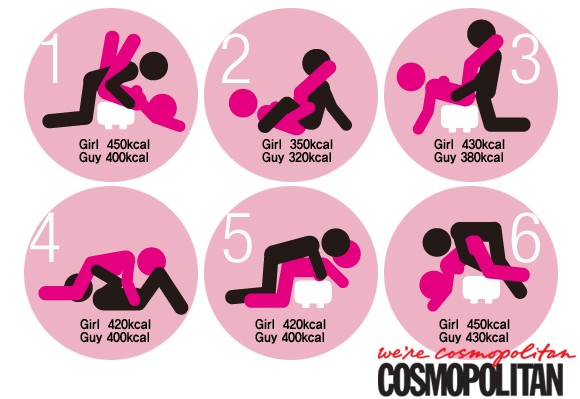 1
Girl 450kcal
Guy 400kcal
2
Girl 350kcal
Guy 320kcal
3
Girl 430kcal
Guy 380kcal
4
Girl 420kcal
Guy 400kcal
5
Girl 420kcal
Guy 400kcal
6
Girl 450kcal
Guy 430kcal
we're cosmopolitan
COSMOPOLITAN